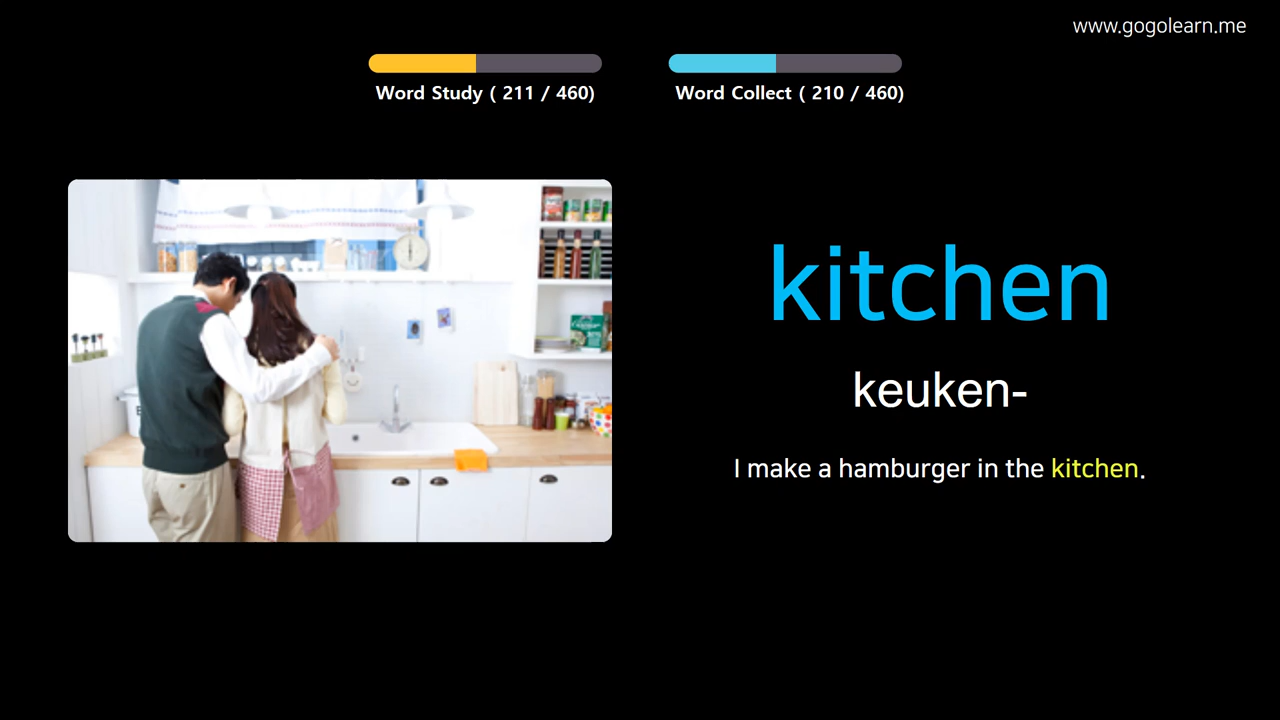 www.gogolearn.me
Word Study ( 211 / 460)
Word Collect ( 210 / 460)
kitchen
keuken-
I make a hamburger in the kitchen.